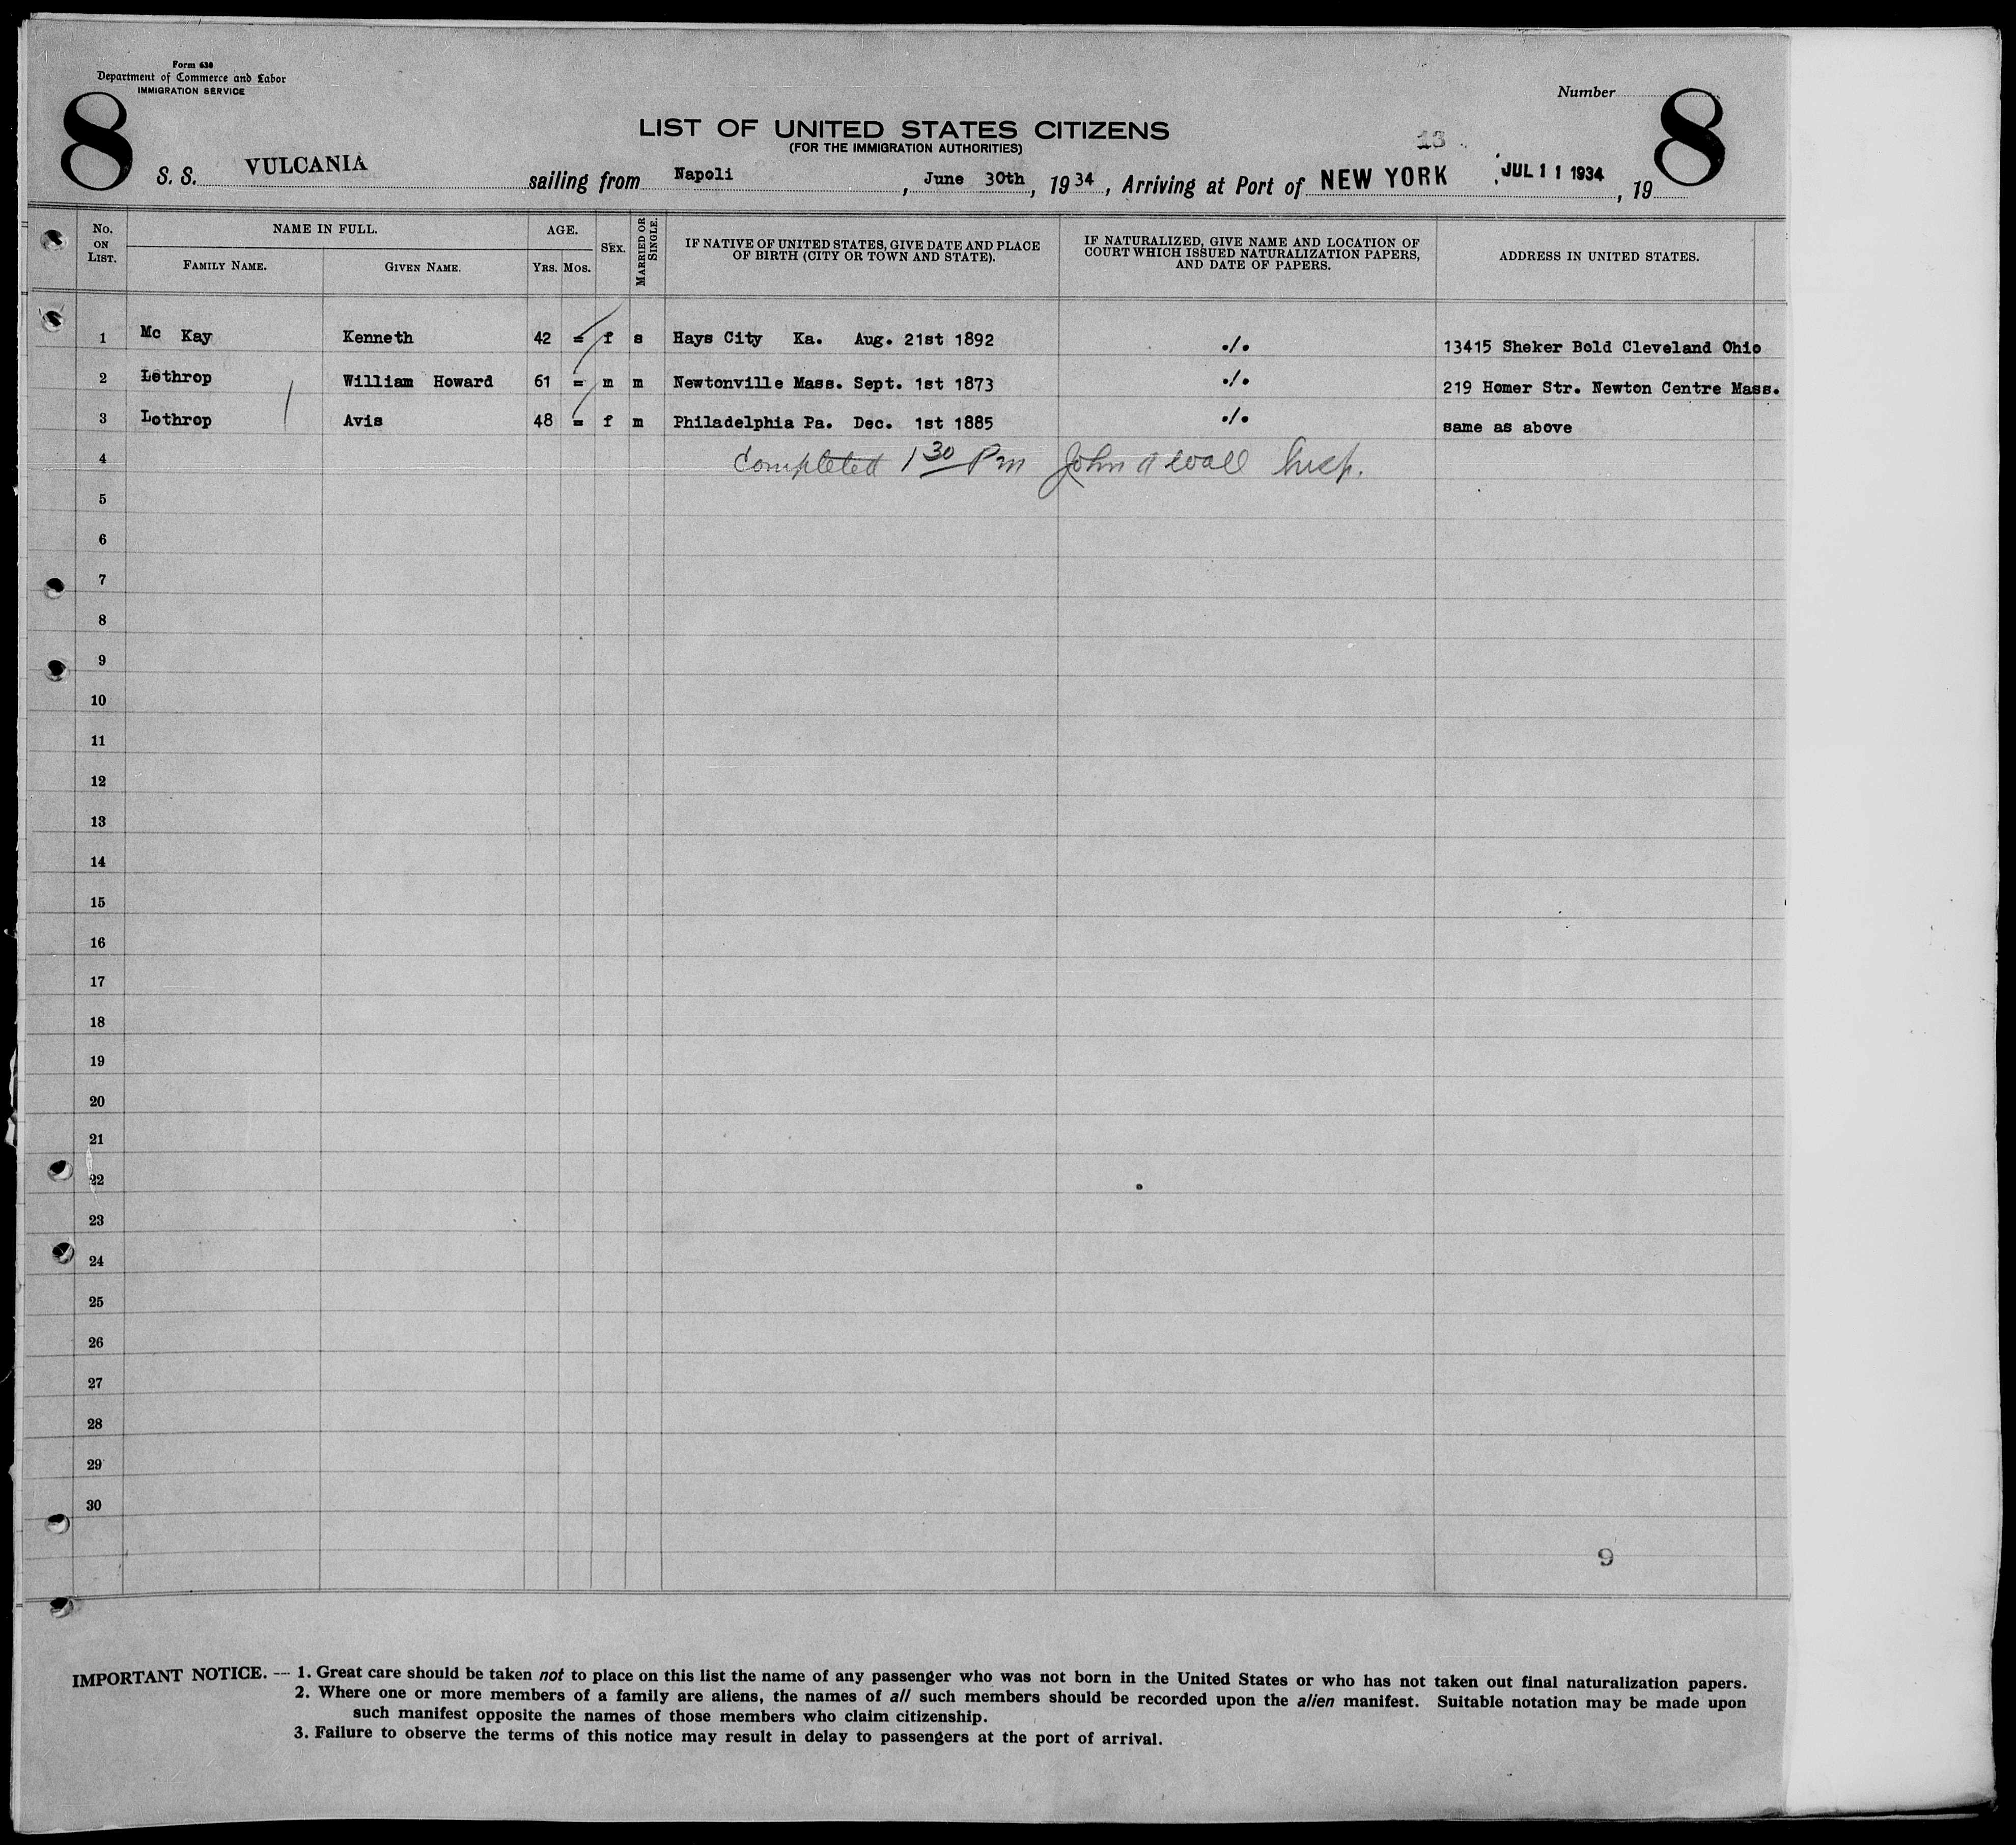 Form 630
Department of Commerce and Labor
IMMIGRATION SERVICE
Number
8 8
LIST OF UNITED STATES CITIZENS
(FOR THE IMMIGRATION AUTHORITIES)
13
S. S. VULCANIA sailing from Napoli, June 30th, 1934, Arriving at Port of NEW YORK JUL 11 1934, 19
No. ON LIST. NAME IN FULL. FAMILY NAME. GIVEN NAME. AGE. YRS. MOS. SEX. MARRIED OR SINGLE. IF NATIVE OF UNITED STATES, GIVE DATE AND PLACE OF BIRTH (CITY OR TOWN AND STATE). IF NATURALIZED, GIVE NAME AND LOCATION OF COURT WHICH ISSUED NATURALIZATION PAPERS, AND DATE OF PAPERS. ADDRESS IN UNITED STATES.
1 Mc Kay Kenneth 42 = f s Hays City Ka. Aug. 21st 1892 ./. 13415 Sheker Bold Cleveland Ohio
2 Lothrop William Howard 61 = m m Newtonville Mass. Sept. 1st 1873 ./. 219 Homer Str. Newton Centre Mass.
3 Lothrop Avis 48 = f m Philadelphia Pa. Dec. 1st 1885 ./. same as above
4 Completed 1 30 Pm John Wall Insp.
5
6
7
8
9
10
11
12
13
14
15
16
17
18
19
20
21
22
23
24
25
26
27
28
29
30
9
IMPORTANT NOTICE. — 1. Great care should be taken not to place on this list the name of any passenger who was not born in the United States or who has not taken out final naturalization papers.
2. Where one or more members of a family are aliens, the names of all such members should be recorded upon the alien manifest. Suitable notation may be made upon
such manifest opposite the names of those members who claim citizenship.
3. Failure to observe the terms of this notice may result in delay to passengers at the port of arrival.